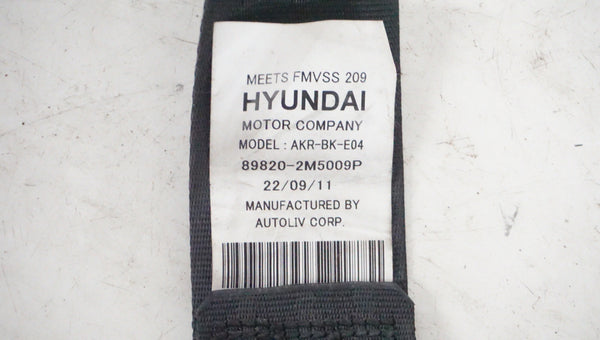 MEETS FMVSS 209
HYUNDAI
MOTOR COMPANY
MODEL : AKR-BK-E04
89820-2M5009P
22/09/11
MANUFACTURED BY
AUTOLIV CORP.